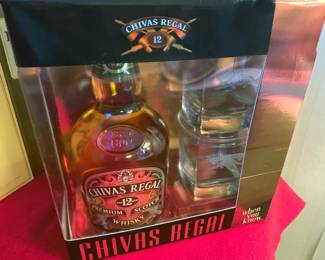 CHIVAS REGAL
12
CHIVAS REGAL
12
PREMIUM SCOTCH
WHISKY
when
you
know.
CHIVAS REGAL